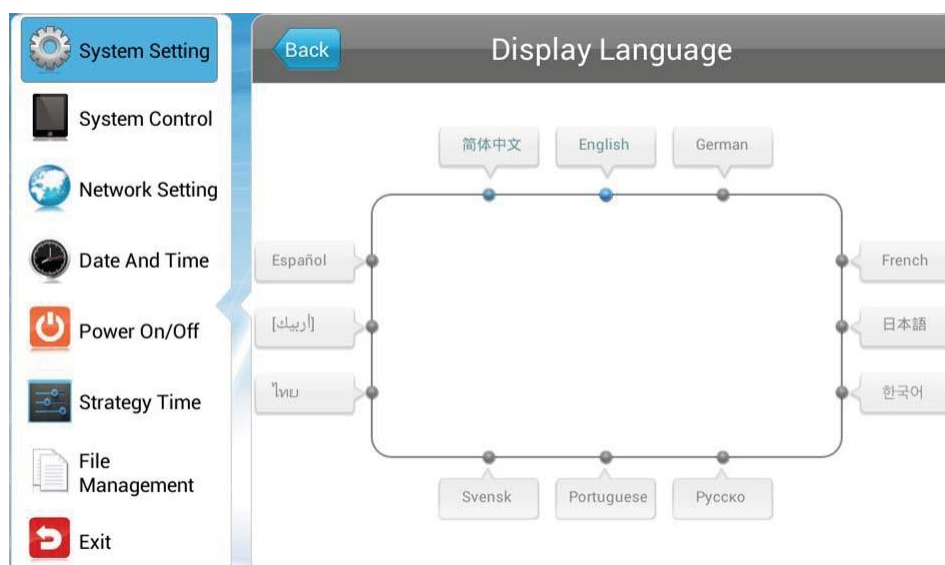 System Setting
System Control
Network Setting
Date And Time
Power On/Off
Strategy Time
File
Management
Exit
Back
Display Language
简体中文
English
German
Español
French
[أربيك]
日本語
ไทย
한국어
Svensk
Portuguese
Русско